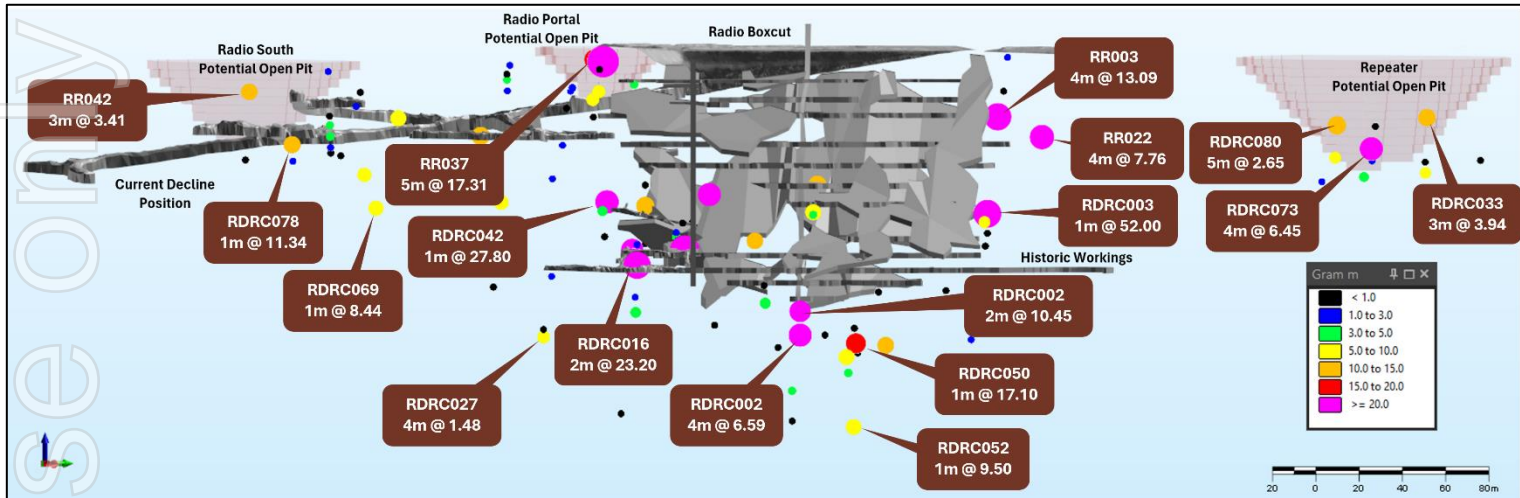 se only
Radio South
Potential Open Pit
Radio Portal
Potential Open Pit
Radio Boxcut
Repeater
Potential Open Pit
RR042
3m @ 3.41
RR003
4m @ 13.09
RR022
4m @ 7.76
RDRC080
5m @ 2.65
RR037
5m @ 17.31
Current Decline
Position
RDRC078
1m @ 11.34
RDRC042
1m @ 27.80
RDRC003
1m @ 52.00
RDRC073
4m @ 6.45
RDRC033
3m @ 3.94
RDRC069
1m @ 8.44
Historic Workings
RDRC002
2m @ 10.45
RDRC016
2m @ 23.20
RDRC050
1m @ 17.10
RDRC027
4m @ 1.48
RDRC002
4m @ 6.59
RDRC052
1m @ 9.50
Gram m
< 1.0
1.0 to 3.0
3.0 to 5.0
5.0 to 10.0
10.0 to 15.0
15.0 to 20.0
>= 20.0
20 0 20 40 60 80m